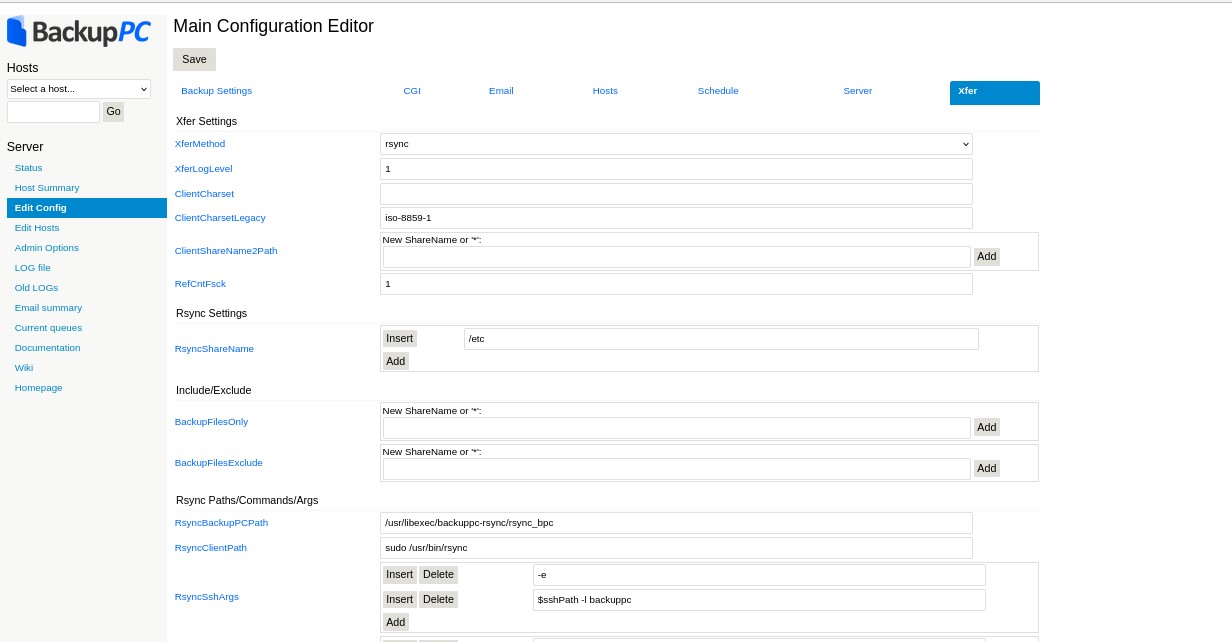 BackupPC
Main Configuration Editor
Save
Hosts
Select a host...
Go
Server
Status
Host Summary
Edit Config
Edit Hosts
Admin Options
LOG file
Old LOGs
Email summary
Current queues
Documentation
Wiki
Homepage
Backup Settings CGI Email Hosts Schedule Server Xfer
Xfer Settings
XferMethod rsync
XferLogLevel 1
ClientCharset
ClientCharsetLegacy iso-8859-1
New ShareName or '*':
ClientShareName2Path Add
RefCntFsck 1
Rsync Settings
Insert /etc
RsyncShareName
Add
Include/Exclude
New ShareName or '*':
BackupFilesOnly Add
New ShareName or '*':
BackupFilesExclude Add
Rsync Paths/Commands/Args
RsyncBackupPCPath /usr/libexec/backuppc-rsync/rsync_bpc
RsyncClientPath sudo /usr/bin/rsync
Insert Delete -e
RsyncSshArgs
Insert Delete $sshPath -l backuppc
Add